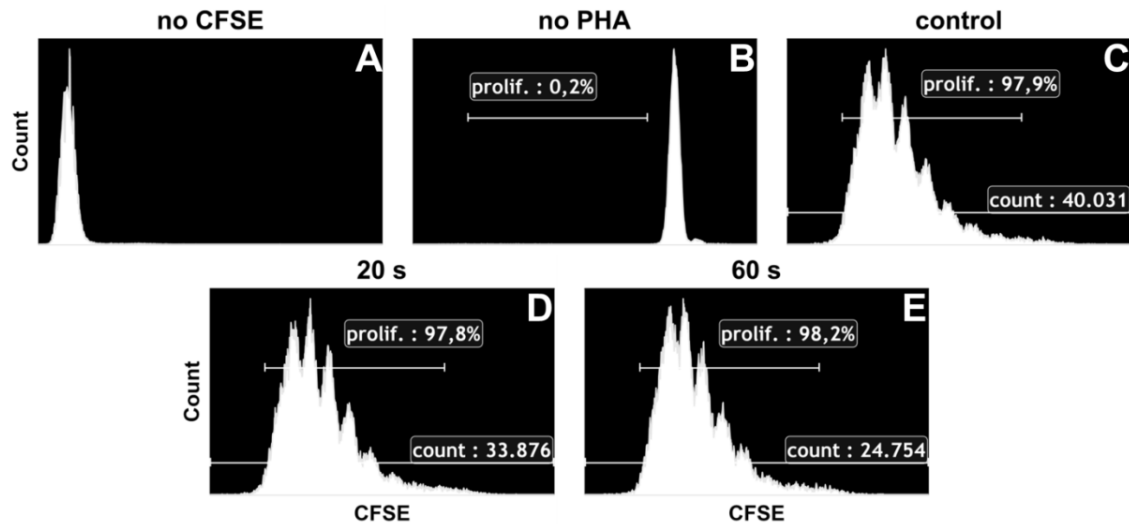 no CFSE
no PHA
control
A
B
C
prolif. : 0,2%
prolif. : 97,9%
Count
count : 40.031
20 s
60 s
D
E
prolif. : 97,8%
prolif. : 98,2%
Count
count : 33.876
count : 24.754
CFSE
CFSE